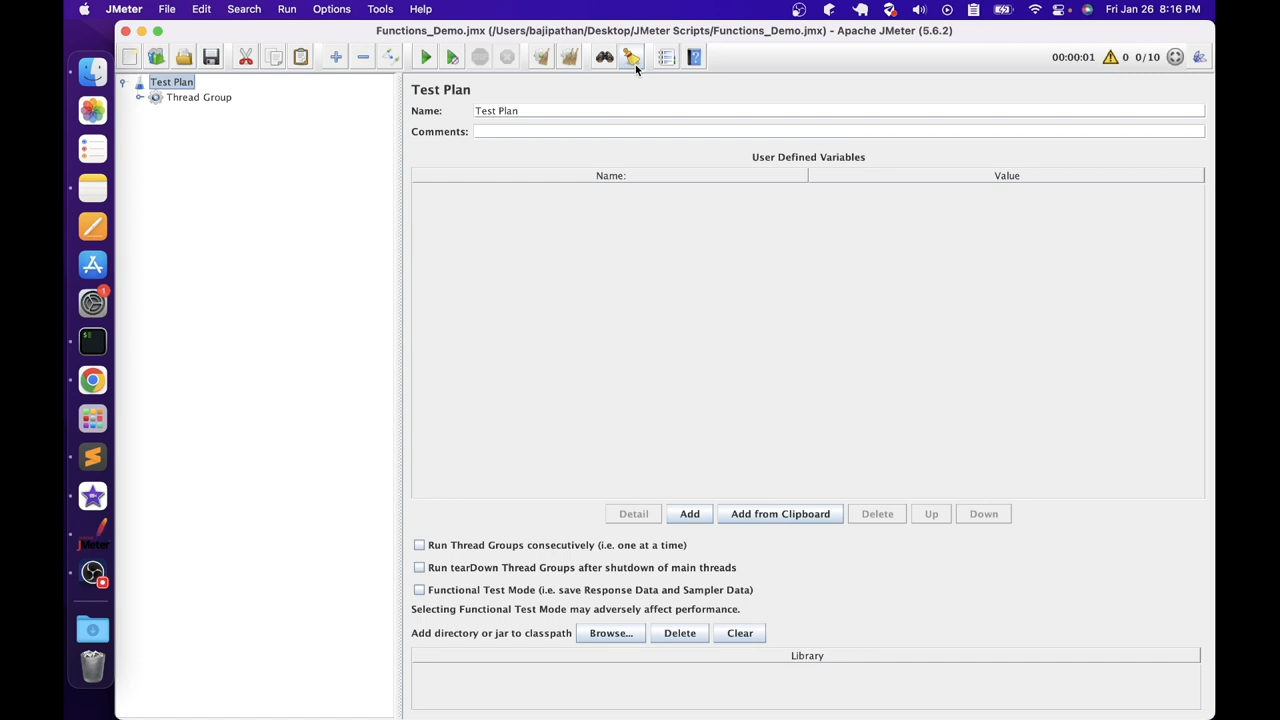 JMeter File Edit Search Run Options Tools Help Fri Jan 26 8:16 PM
Functions_Demo.jmx (/Users/bajipathan/Desktop/JMeter Scripts/Functions_Demo.jmx) - Apache JMeter (5.6.2)
00:00:01 0 0/10
Test Plan
Thread Group
Test Plan
Name: Test Plan
Comments:
User Defined Variables
Name: Value
Detail Add Add from Clipboard Delete Up Down
Run Thread Groups consecutively (i.e. one at a time)
Run tearDown Thread Groups after shutdown of main threads
Functional Test Mode (i.e. save Response Data and Sampler Data)
Selecting Functional Test Mode may adversely affect performance.
Add directory or jar to classpath Browse... Delete Clear
Library
1
$
JMeter